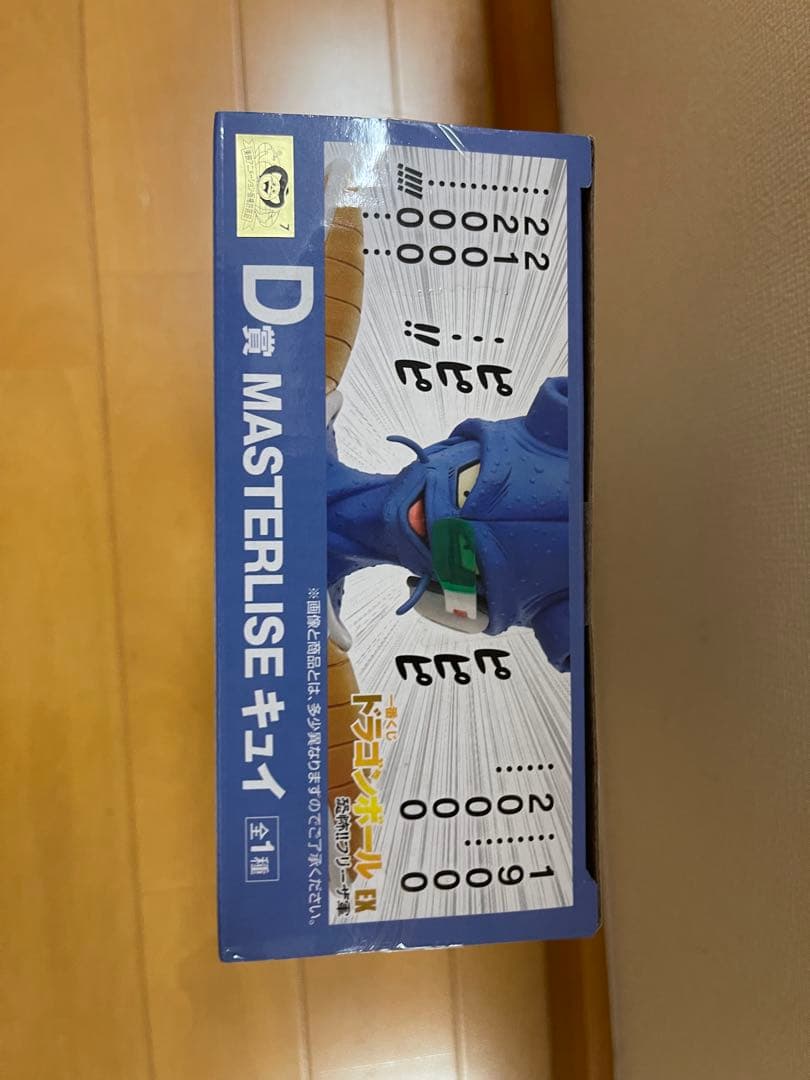 19000
……20000
……
ピピピ
ピピピ
…!!
21000……
22000……
……!!!!
一番くじ
ドラゴンボール EX
恐怖!!フリーザ軍
※画像と商品とは、多少異なりますのでご了承ください。
D賞 MASTERLISE キュイ 全1種
7